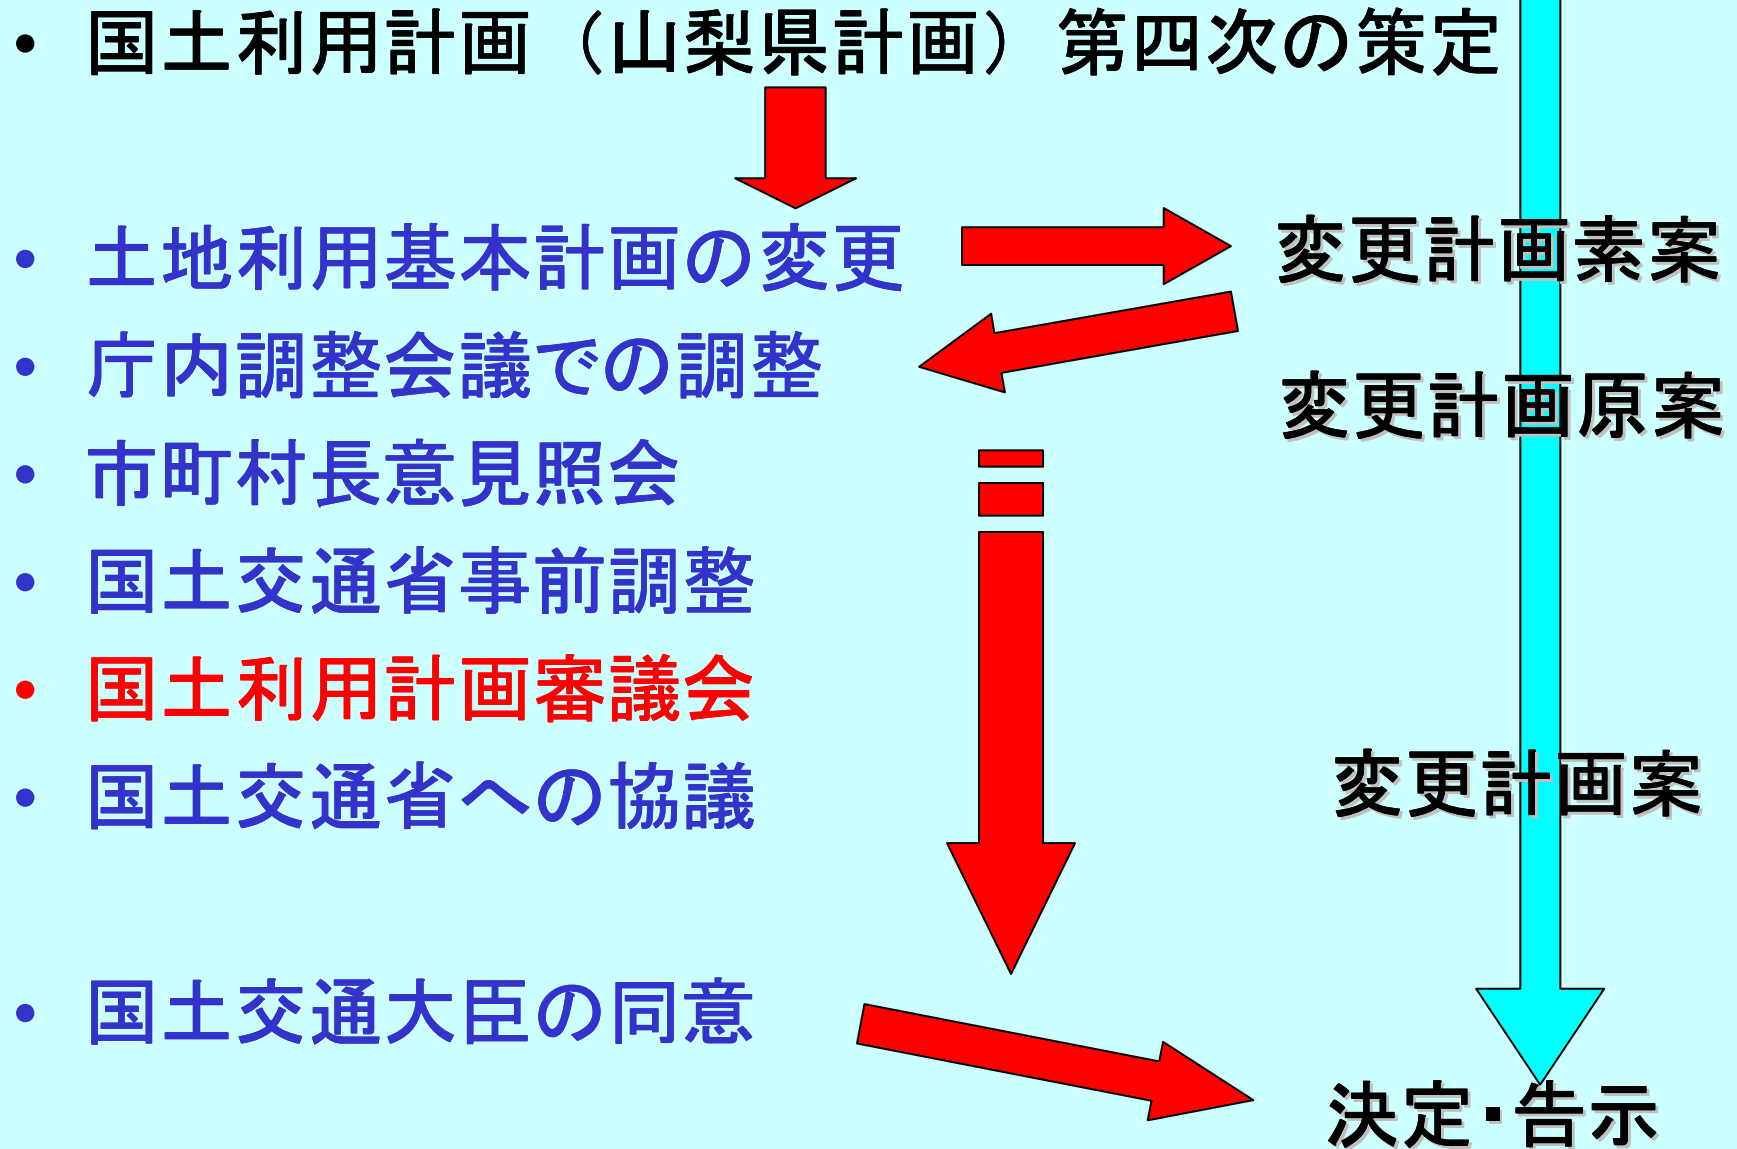 • 国土利用計画（山梨県計画）第四次の策定
• 土地利用基本計画の変更
変更計画素案
• 庁内調整会議での調整
変更計画原案
• 市町村長意見照会
• 国土交通省事前調整
• 国土利用計画審議会
• 国土交通省への協議
変更計画案
• 国土交通大臣の同意
決定・告示